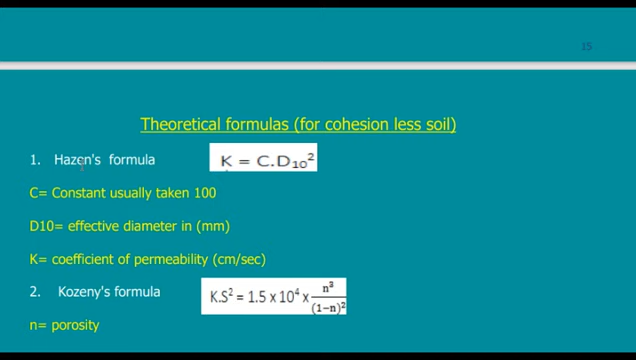 15
Theoretical formulas (for cohesion less soil)
1. Hazen's formula K = C.D₁₀²
C= Constant usually taken 100
D10= effective diameter in (mm)
K= coefficient of permeability (cm/sec)
2. Kozeny's formula K.S² = 1.5 x 10⁴ x n³/(1−n)²
n= porosity